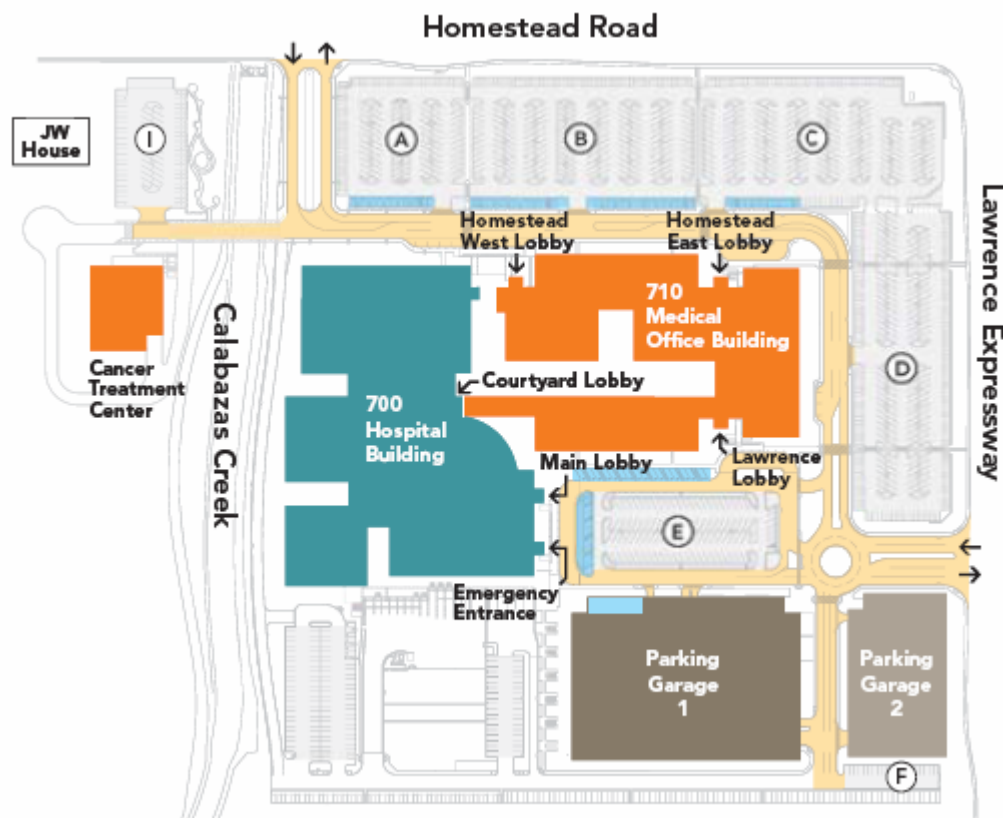 Homestead Road
JW
House
I
A
B
C
Homestead
West Lobby
Homestead
East Lobby
Lawrence Expressway
710
Medical
Office Building
Cancer
Treatment
Center
Calabazas Creek
Courtyard Lobby
D
700
Hospital
Building
Main Lobby
Lawrence
Lobby
E
Emergency
Entrance
Parking
Garage
1
Parking
Garage
2
F